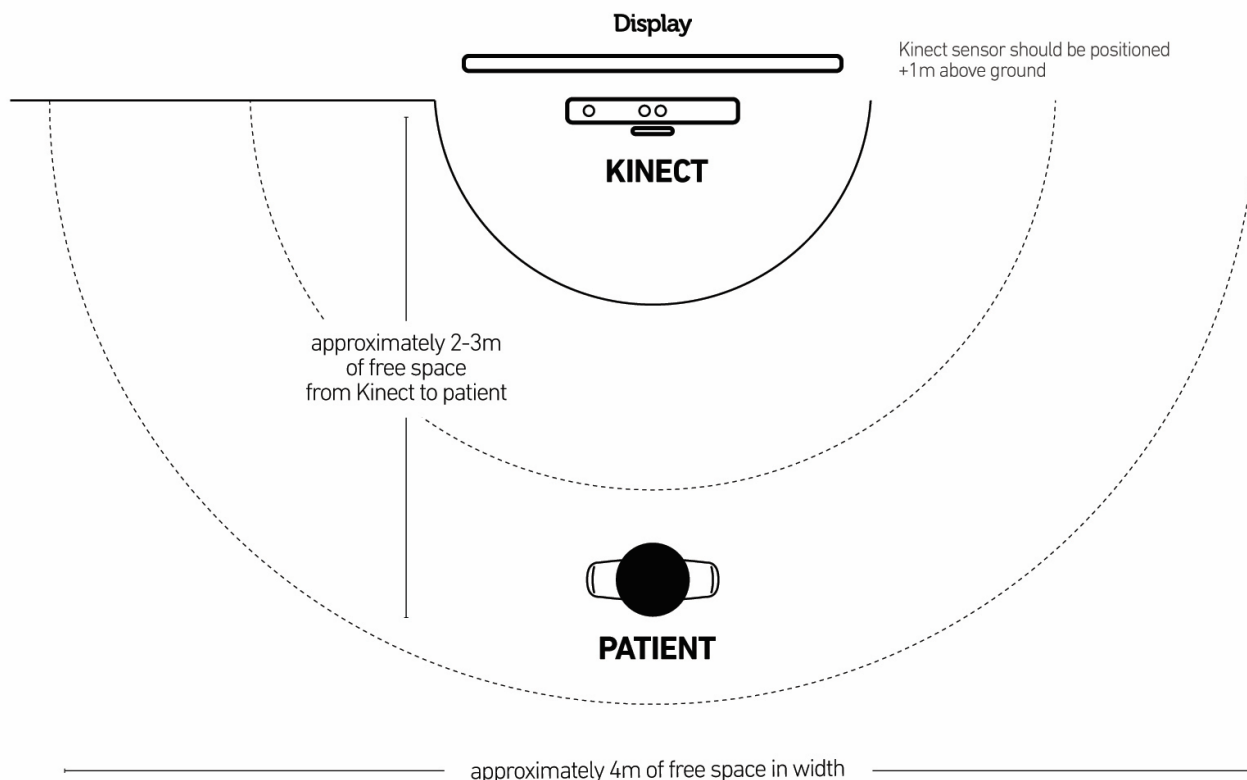 Display
Kinect sensor should be positioned
+1m above ground
KINECT
approximately 2-3m
of free space
from Kinect to patient
PATIENT
approximately 4m of free space in width